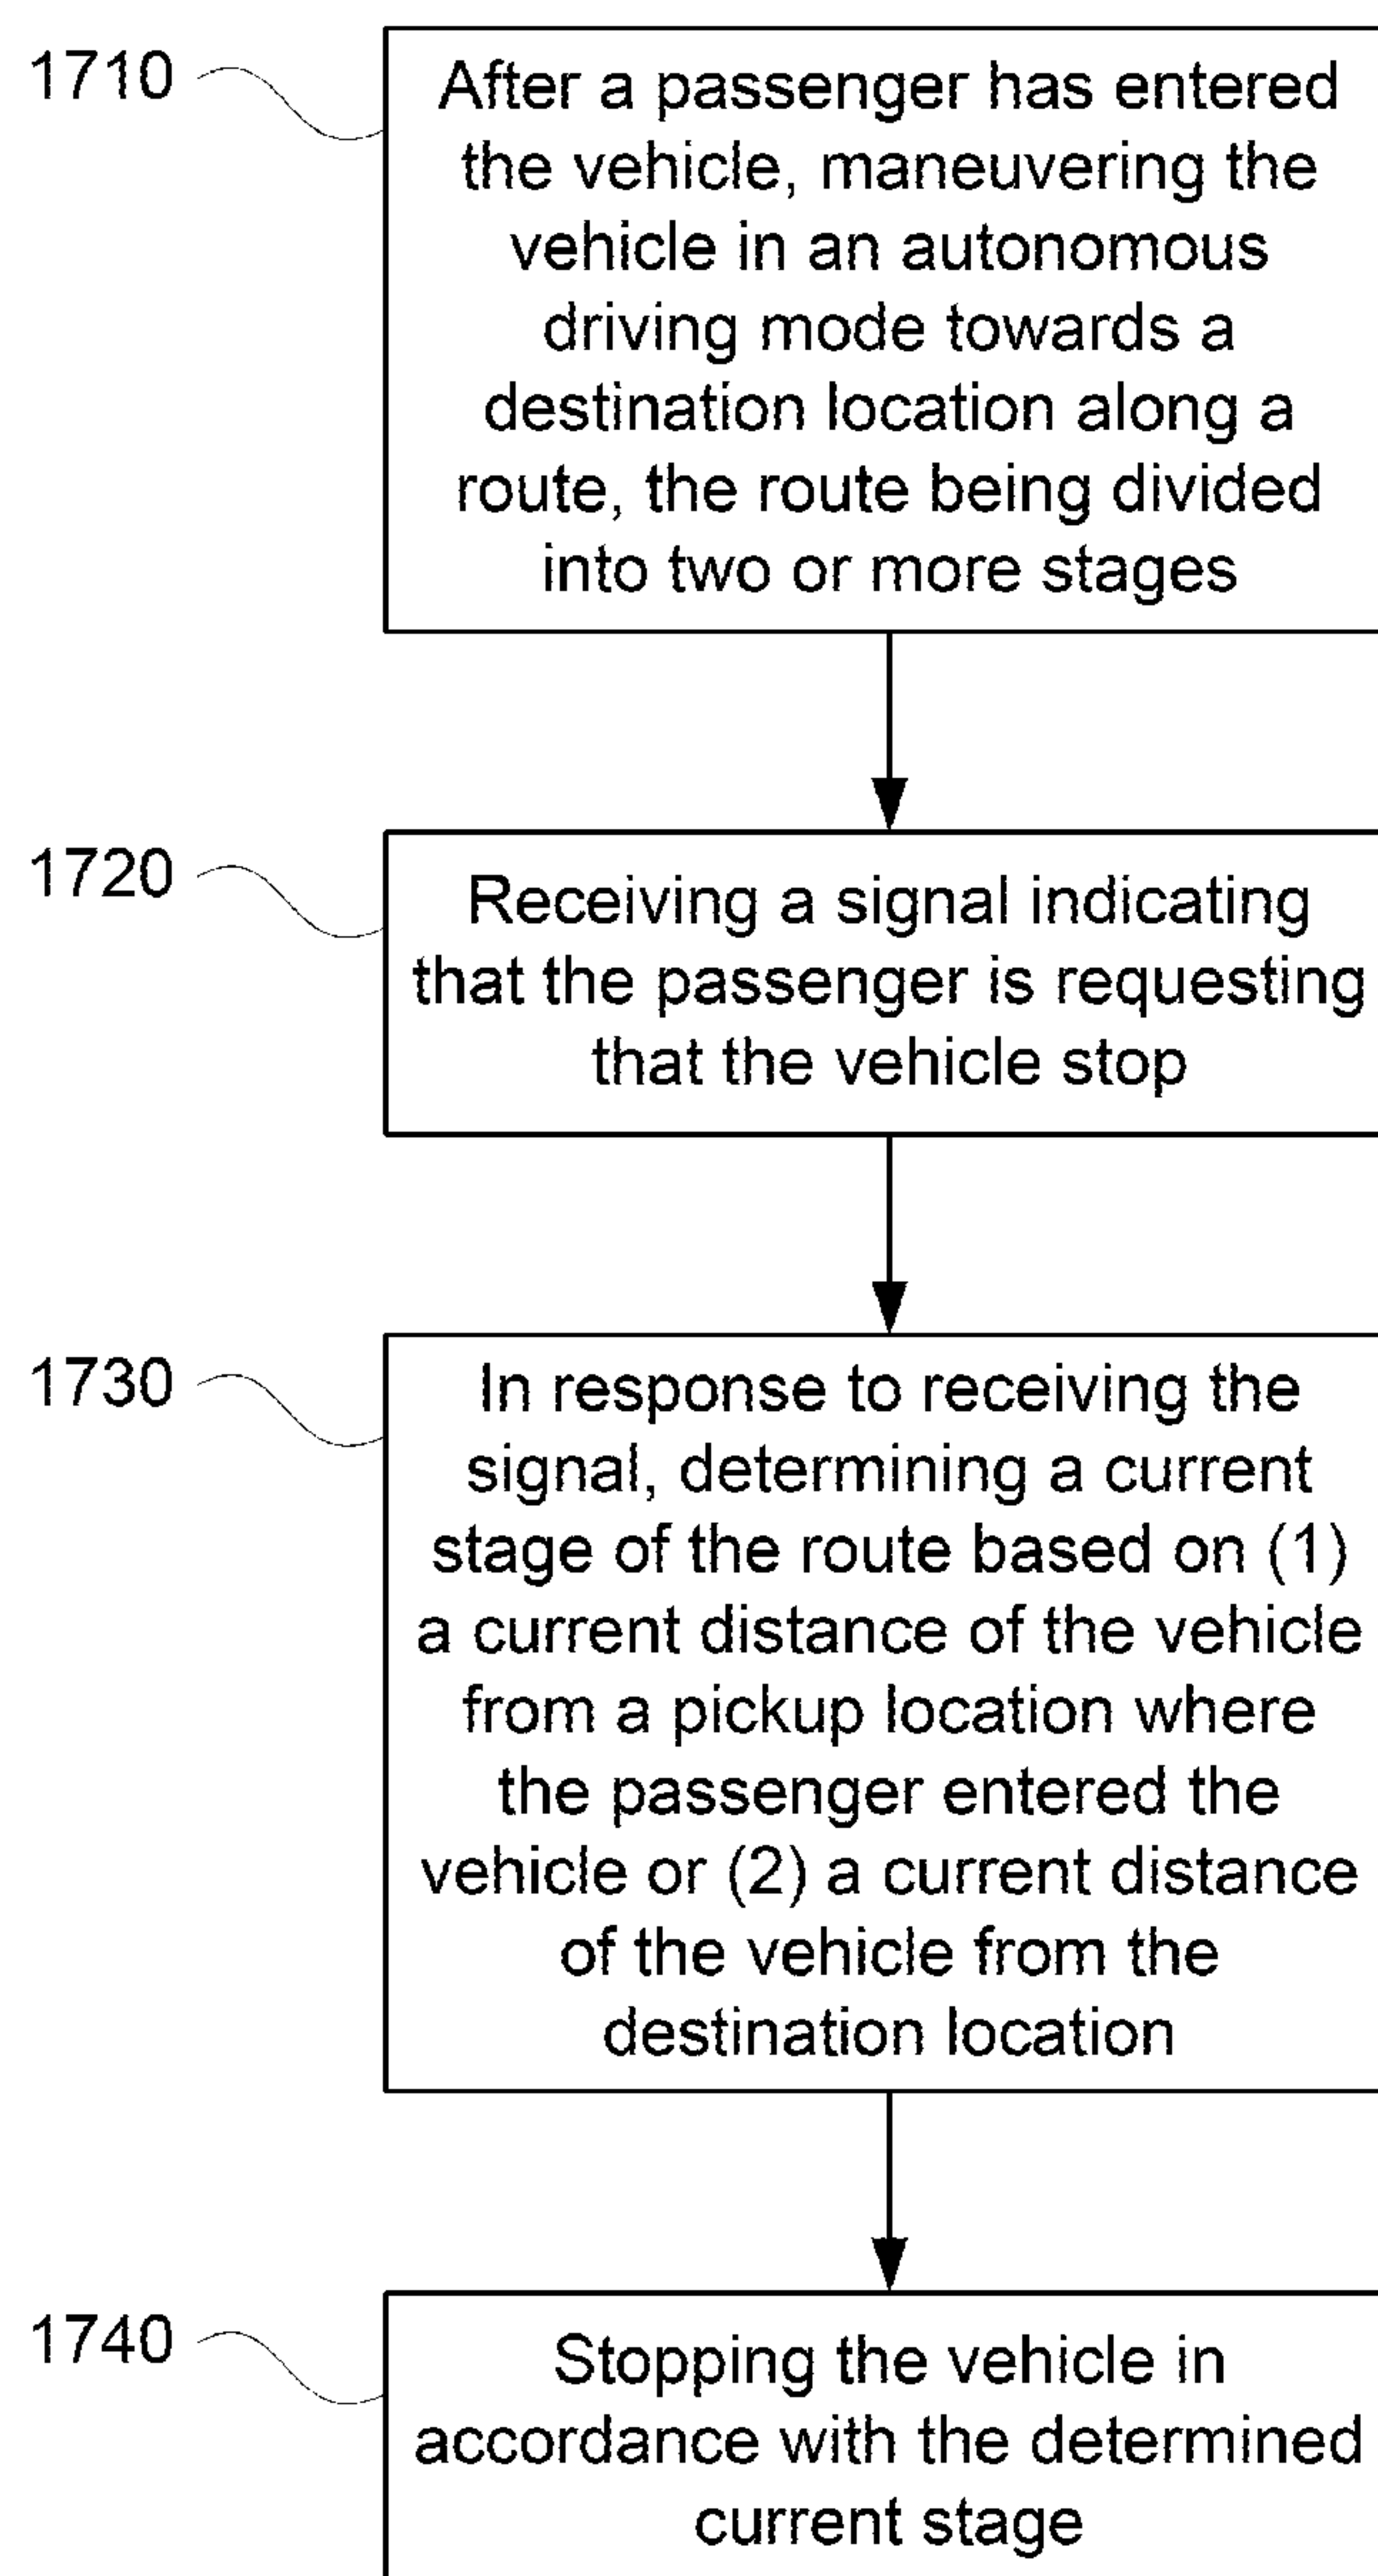 1710
After a passenger has entered
the vehicle, maneuvering the
vehicle in an autonomous
driving mode towards a
destination location along a
route, the route being divided
into two or more stages
1720
Receiving a signal indicating
that the passenger is requesting
that the vehicle stop
1730
In response to receiving the
signal, determining a current
stage of the route based on (1)
a current distance of the vehicle
from a pickup location where
the passenger entered the
vehicle or (2) a current distance
of the vehicle from the
destination location
1740
Stopping the vehicle in
accordance with the determined
current stage